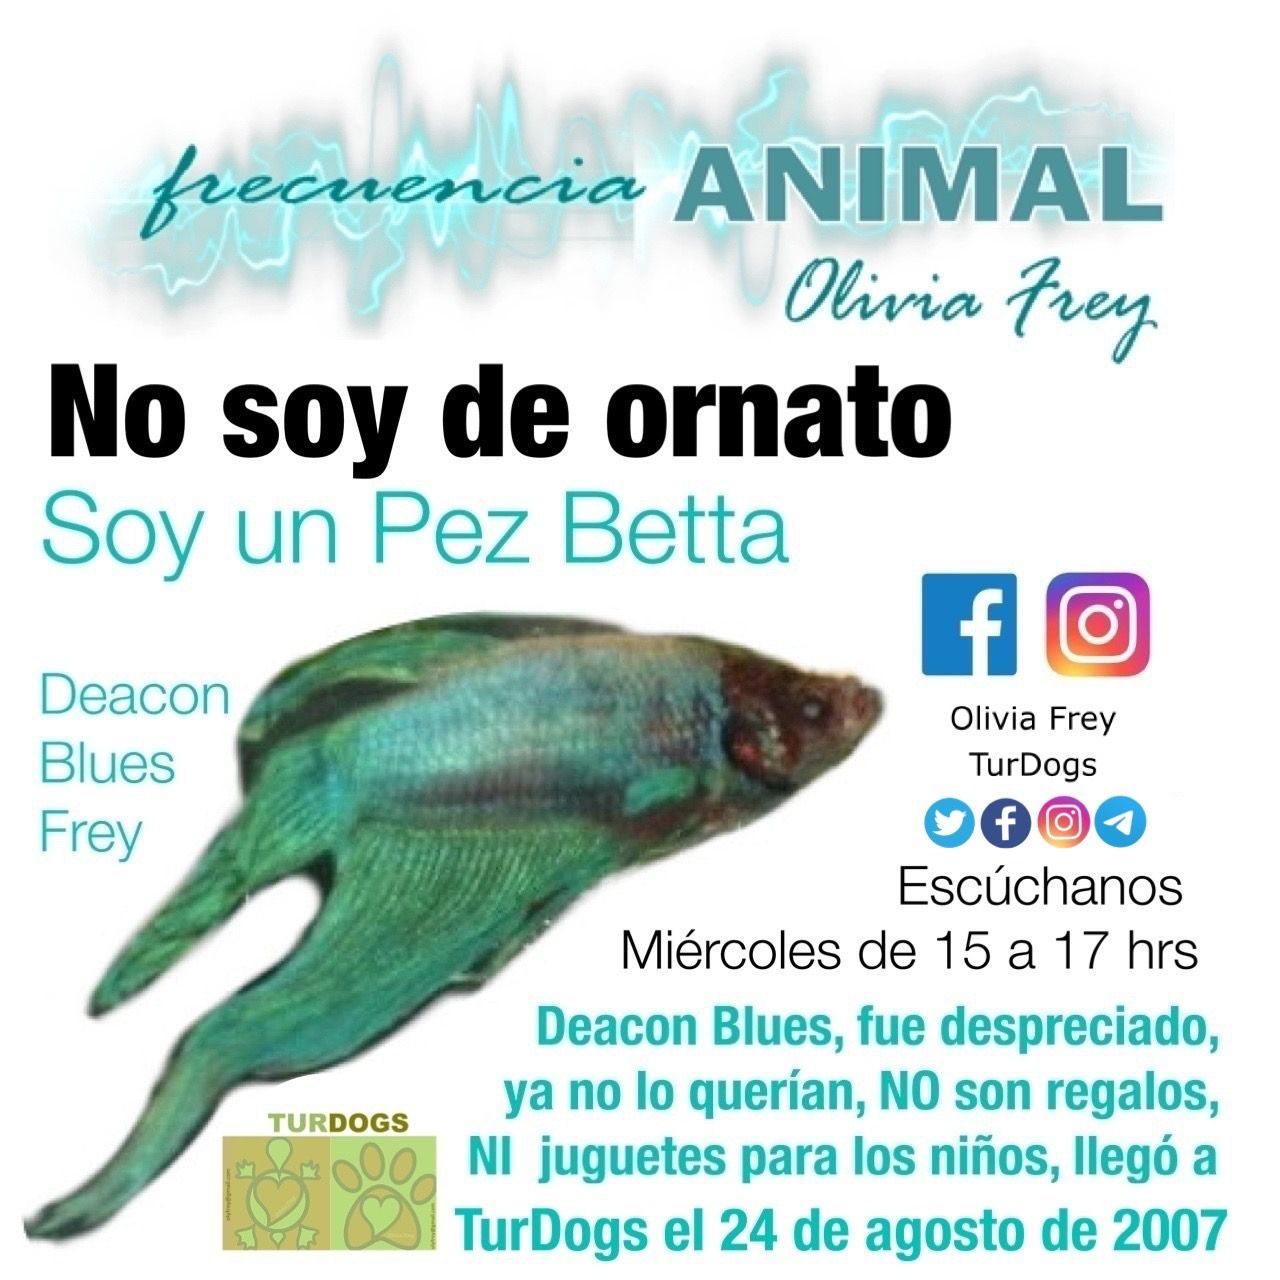 frecuencia ANIMAL
Olivia Frey
No soy de ornato
Soy un Pez Betta
Deacon
Blues
Frey
Olivia Frey
TurDogs
Escúchanos
Miércoles de 15 a 17 hrs
Deacon Blues, fue despreciado,
ya no lo querían, NO son regalos,
NI juguetes para los niños, llegó a
TurDogs el 24 de agosto de 2007
TURDOGS